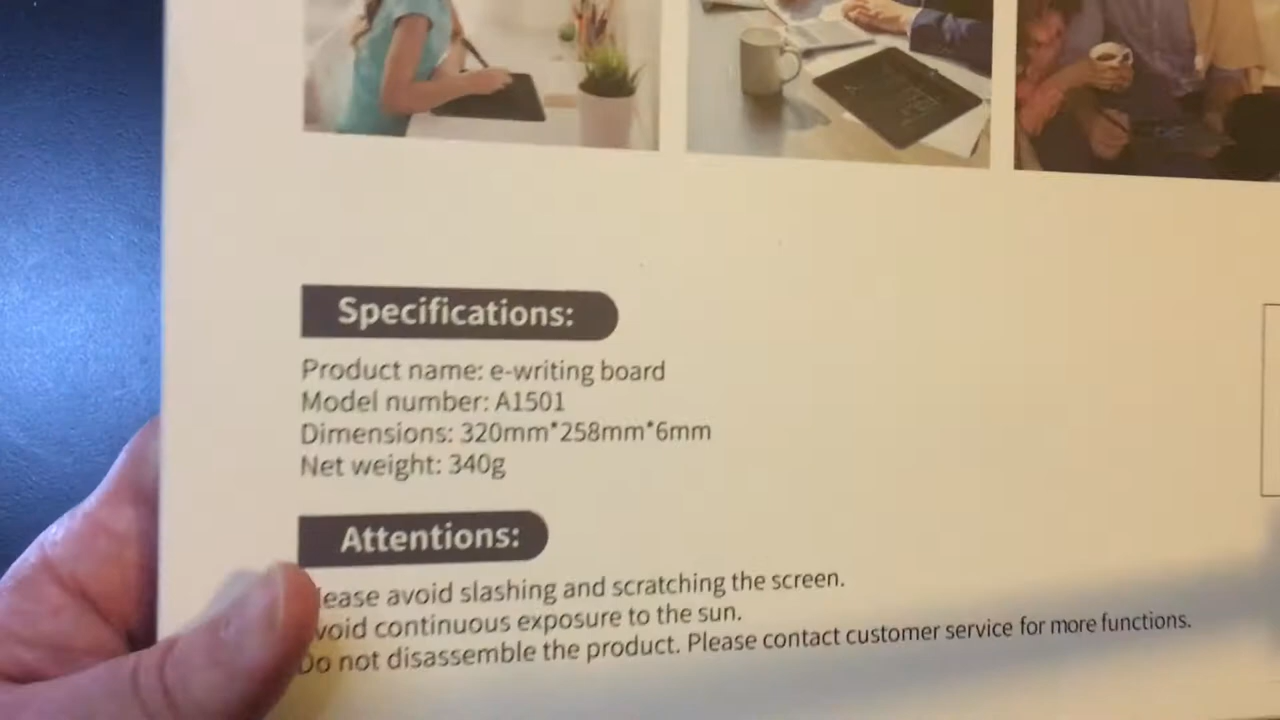 Specifications:
Product name: e-writing board
Model number: A1501
Dimensions: 320mm*258mm*6mm
Net weight: 340g
Attentions:
lease avoid slashing and scratching the screen.
void continuous exposure to the sun.
Do not disassemble the product. Please contact customer service for more functions.